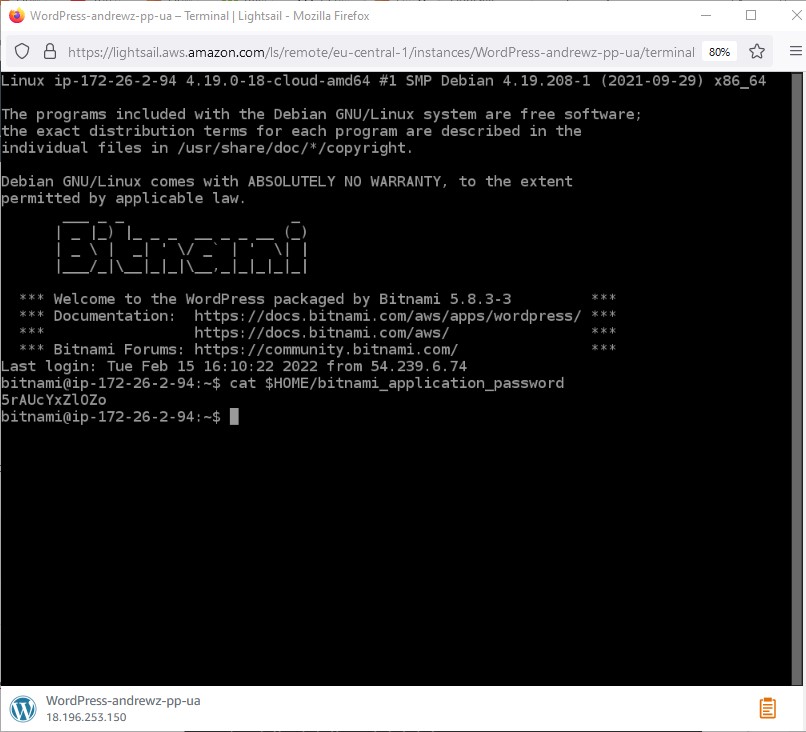 WordPress-andrewz-pp-ua – Terminal | Lightsail - Mozilla Firefox
https://lightsail.aws.amazon.com/ls/remote/eu-central-1/instances/WordPress-andrewz-pp-ua/terminal 80%
Linux ip-172-26-2-94 4.19.0-18-cloud-amd64 #1 SMP Debian 4.19.208-1 (2021-09-29) x86_64
The programs included with the Debian GNU/Linux system are free software;
the exact distribution terms for each program are described in the
individual files in /usr/share/doc/*/copyright.
Debian GNU/Linux comes with ABSOLUTELY NO WARRANTY, to the extent
permitted by applicable law.
Bitnami
*** Welcome to the WordPress packaged by Bitnami 5.8.3-3 ***
*** Documentation: https://docs.bitnami.com/aws/apps/wordpress/ ***
*** https://docs.bitnami.com/aws/ ***
*** Bitnami Forums: https://community.bitnami.com/ ***
Last login: Tue Feb 15 16:10:22 2022 from 54.239.6.74
bitnami@ip-172-26-2-94:~$ cat $HOME/bitnami_application_password
5rAUcYxZlOZo
bitnami@ip-172-26-2-94:~$
WordPress-andrewz-pp-ua
18.196.253.150